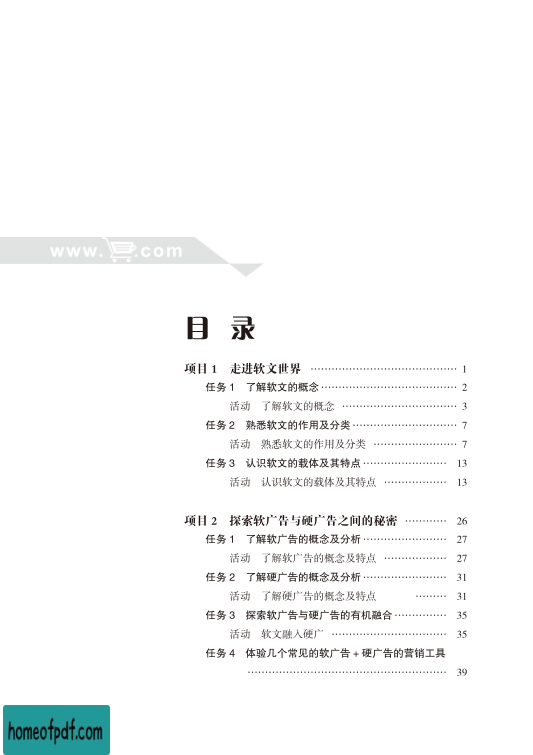 www. .com
目 录
项目 1 走进软文世界 ………………………………… 1
任务 1 了解软文的概念 ………………………………… 2
活动 了解软文的概念 ………………………… 3
任务 2 熟悉软文的作用及分类 ………………………… 7
活动 熟悉软文的作用及分类 …………………… 7
任务 3 认识软文的载体及其特点 …………………… 13
活动 认识软文的载体及其特点 ……………… 13
项目 2 探索软广告与硬广告之间的秘密 ………… 26
任务 1 了解软广告的概念及分析 …………………… 27
活动 了解软广告的概念及特点 ……………… 27
任务 2 了解硬广告的概念及分析 …………………… 31
活动 了解硬广告的概念及特点 ……… 31
任务 3 探索软广告与硬广告的有机融合 …………… 35
活动 软文融入硬广 …………………………… 35
任务 4 体验几个常见的软广告 + 硬广告的营销工具
………………………………………………… 39
homeofpdf.com